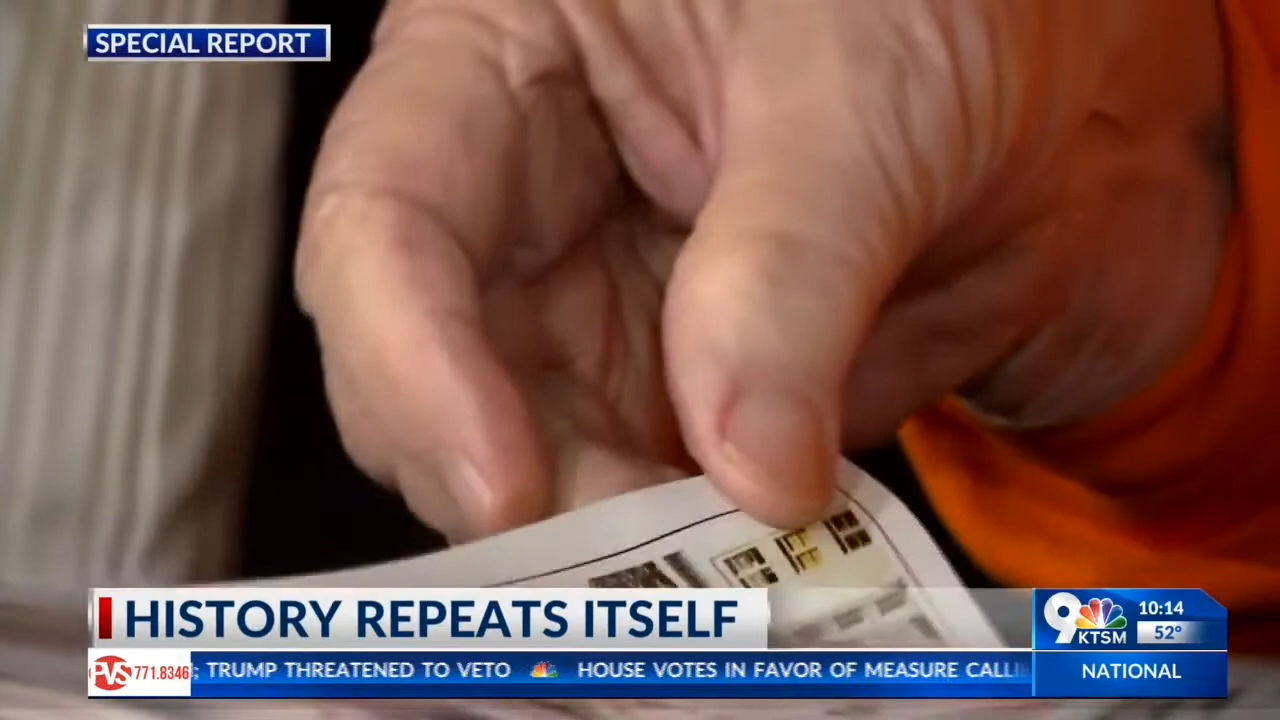 SPECIAL REPORT
HISTORY REPEATS ITSELF
9 KTSM
10:14
52°
PVS 771.8346
; TRUMP THREATENED TO VETO HOUSE VOTES IN FAVOR OF MEASURE CALLI
NATIONAL